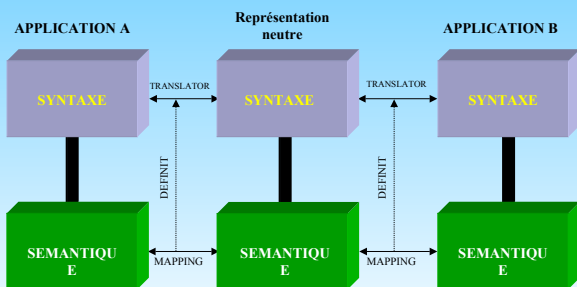 APPLICATION A
Représentation
neutre
APPLICATION B
SYNTAXE
TRANSLATOR
SYNTAXE
TRANSLATOR
SYNTAXE
DEFINIT
DEFINIT
SEMANTIQU
E
MAPPING
SEMANTIQU
E
MAPPING
SEMANTIQU
E